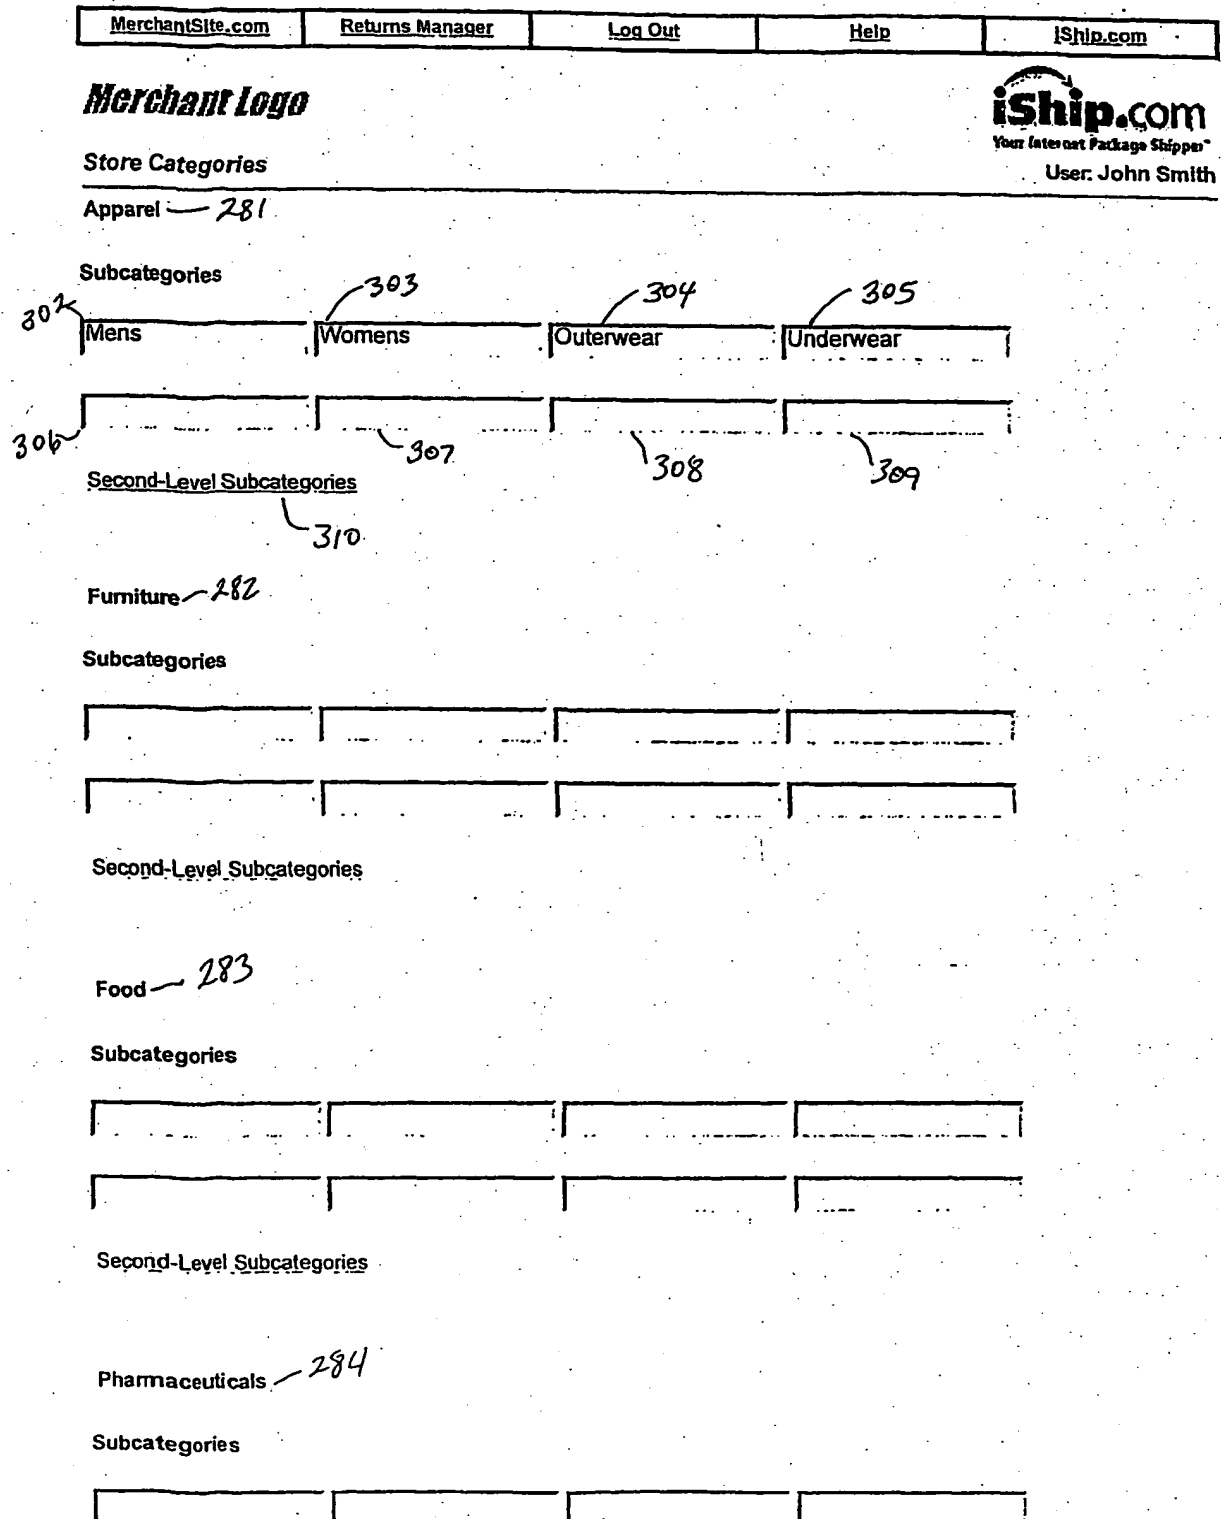 MerchantSite.com Returns Manager Log Out Help iShip.com
Merchant Logo
iShip.com
Your Internet Package Shipper™
Store Categories
User: John Smith
Apparel 281
Subcategories
302 303 304 305
Mens Womens Outerwear Underwear
306 307 308 309
Second-Level Subcategories
310
Furniture 282
Subcategories
Second-Level Subcategories
Food 283
Subcategories
Second-Level Subcategories
Pharmaceuticals 284
Subcategories